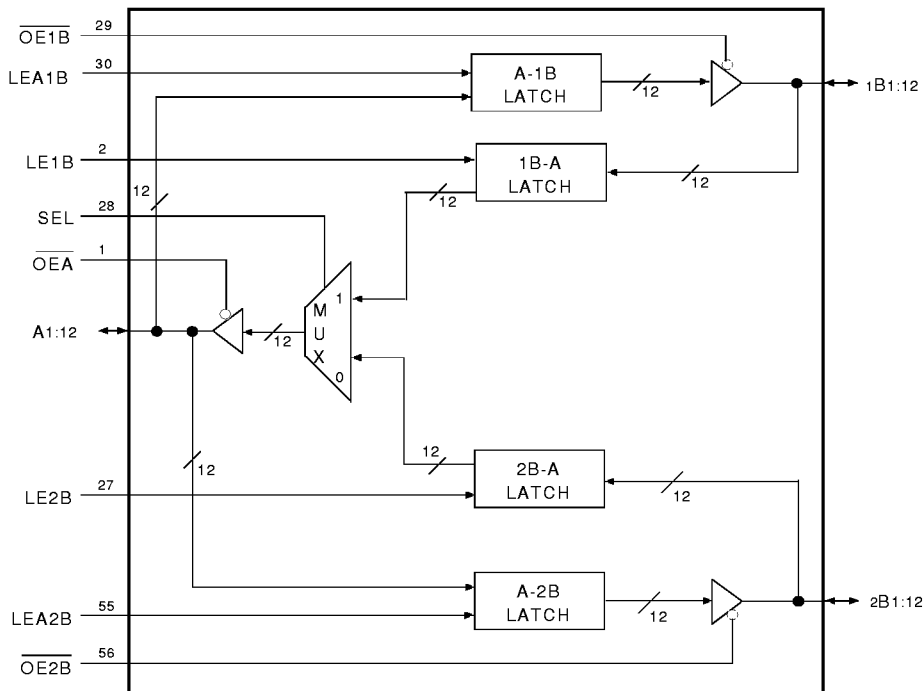 OE1B 29
LEA1B 30
A-1B
LATCH
12
1B1:12
LE1B 2
1B-A
LATCH
12
12
12
SEL 28
OEA 1
A1:12
12
MUX
1
0
12
12
2B-A
LATCH
12
LE2B 27
A-2B
LATCH
12
2B1:12
LEA2B 55
OE2B 56